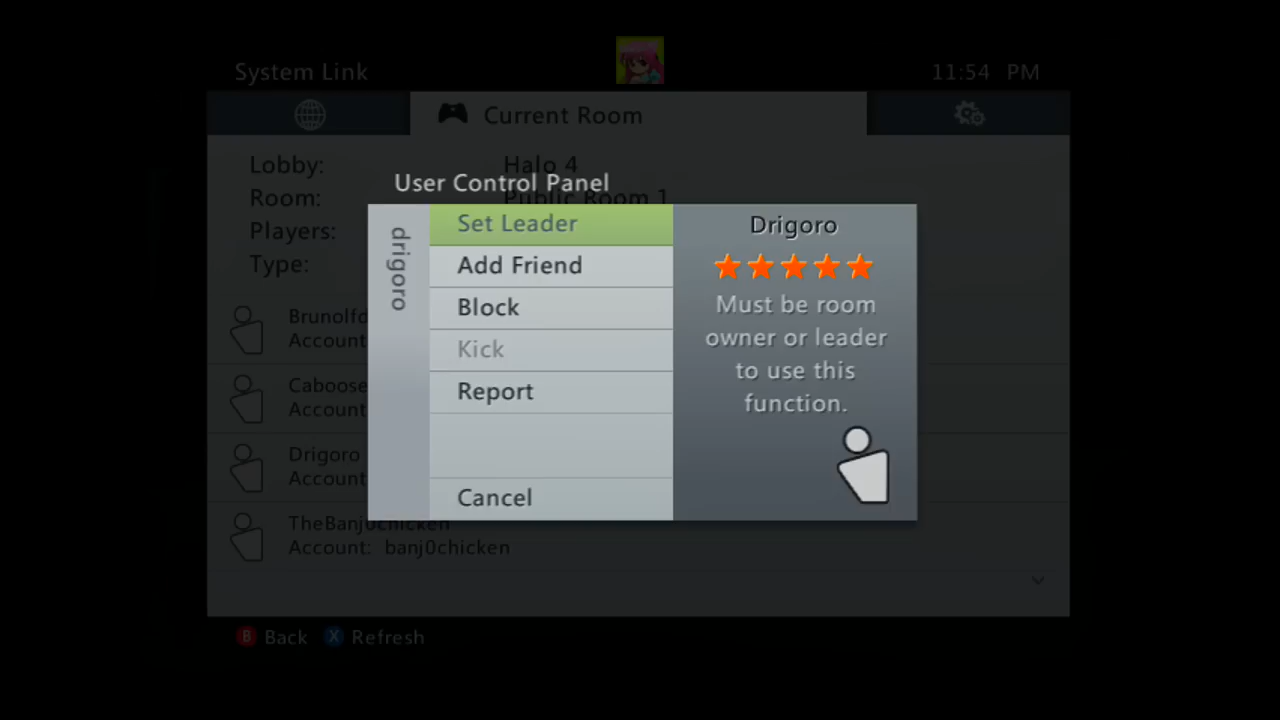 System Link
11:54 PM
Current Room
Lobby: Halo 4
Room: Public Room 1
Players:
Type:
User Control Panel
drigoro
Set Leader
Add Friend
Block
Kick
Report
Cancel
Drigoro
Must be room
owner or leader
to use this
function.
Account
Caboose
Account
Drigoro
Account
TheBanj0chicken
Account: banj0chicken
B Back X Refresh